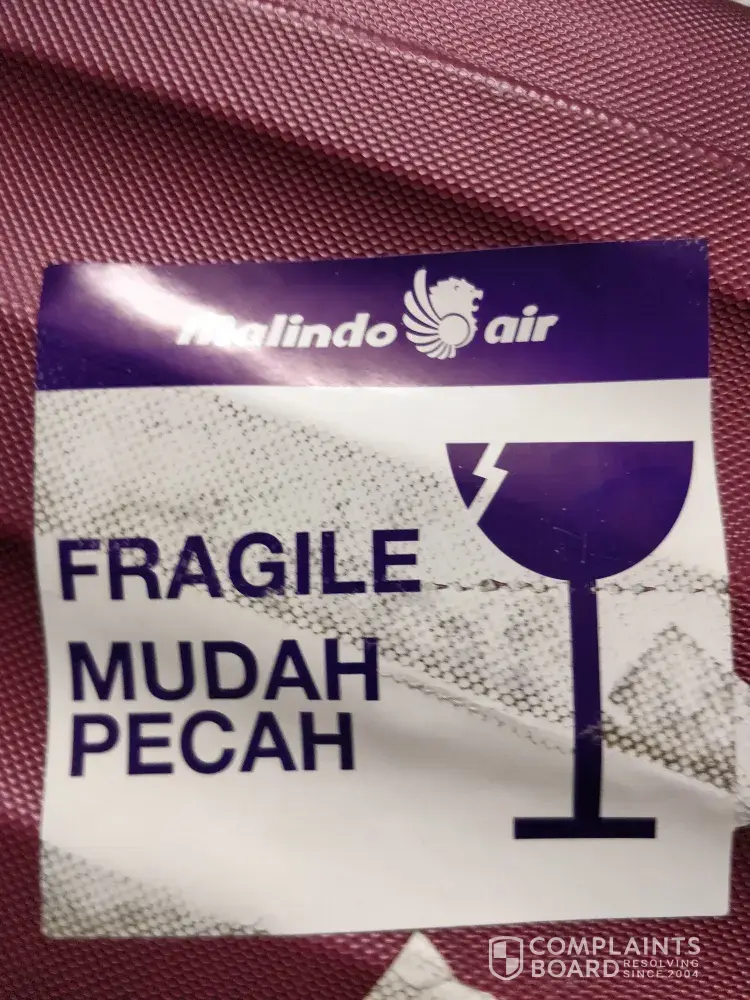 Malindo air
FRAGILE
MUDAH
PECAH
COMPLAINTS
BOARD RESOLVING
SINCE 2004